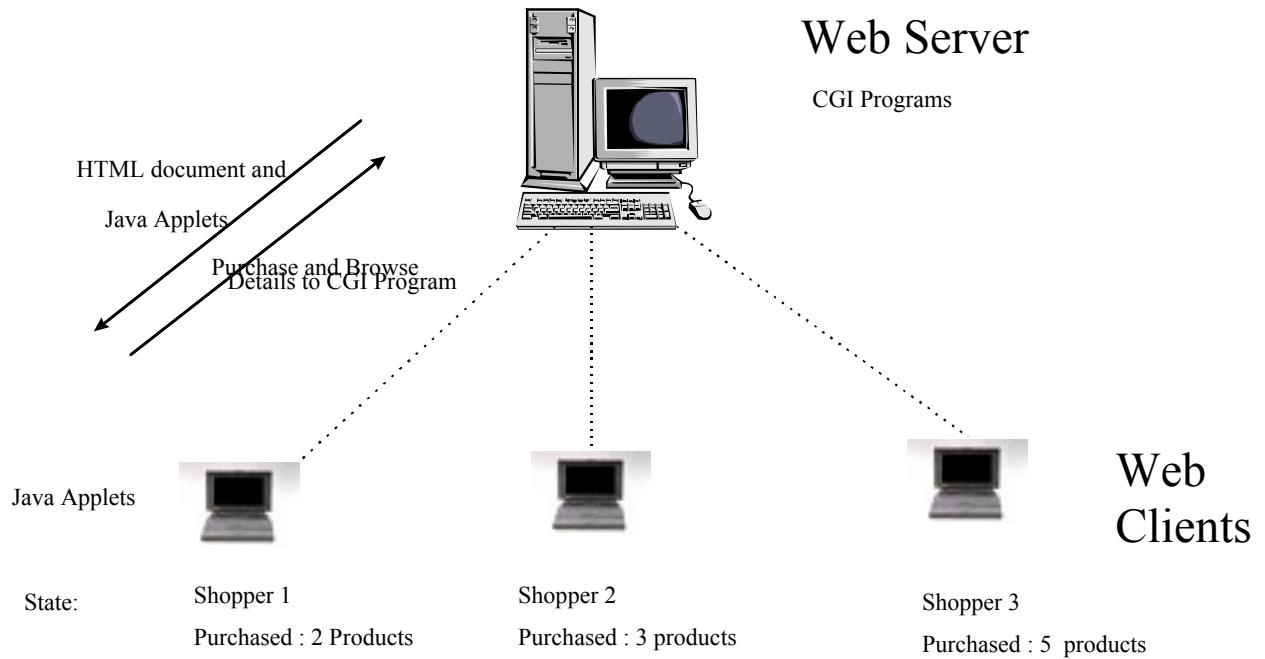 Web Server
CGI Programs
HTML document and
Java Applets
Purchase and Browse
Details to CGI Program
Java Applets
Web
Clients
State:
Shopper 1
Purchased : 2 Products
Shopper 2
Purchased : 3 products
Shopper 3
Purchased : 5 products